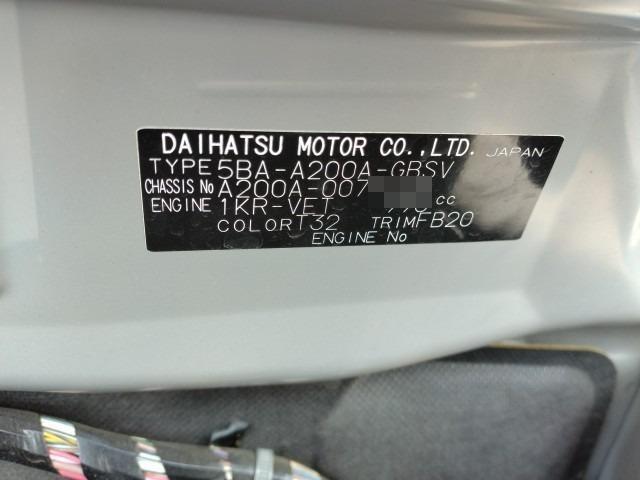 DAIHATSU MOTOR CO.,LTD. JAPAN
TYPE 5BA-A200A-GBSV
CHASSIS No A200A-007
ENGINE 1KR-VET cc
COLOR T32 TRIM FB20
ENGINE No